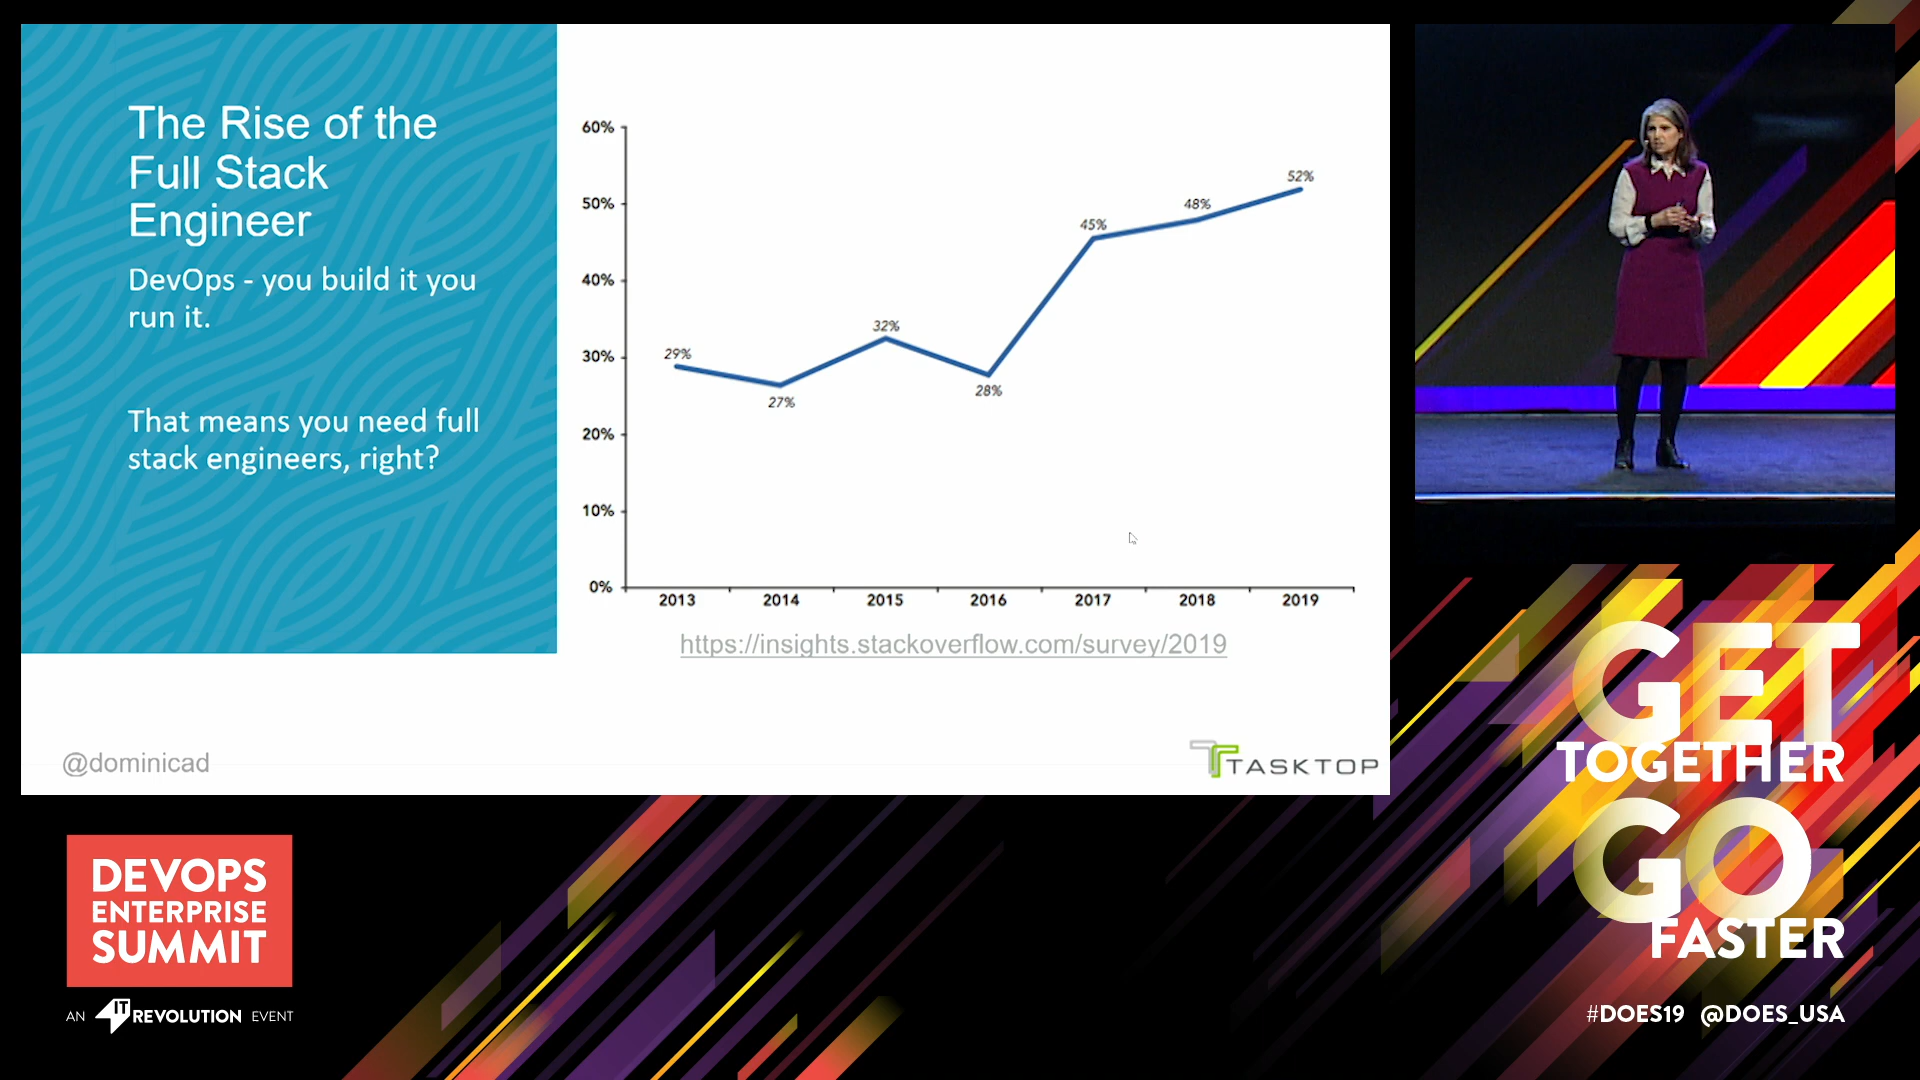 The Rise of the
Full Stack
Engineer
DevOps - you build it you
run it.
That means you need full
stack engineers, right?
60%
50%
40%
30%
20%
10%
0%
29%
27%
32%
28%
45%
48%
52%
2013 2014 2015 2016 2017 2018 2019
https://insights.stackoverflow.com/survey/2019
@dominicad
TASKTOP
GET
TOGETHER
GO
FASTER
DEVOPS
ENTERPRISE
SUMMIT
AN IT REVOLUTION EVENT
#DOES19 @DOES_USA